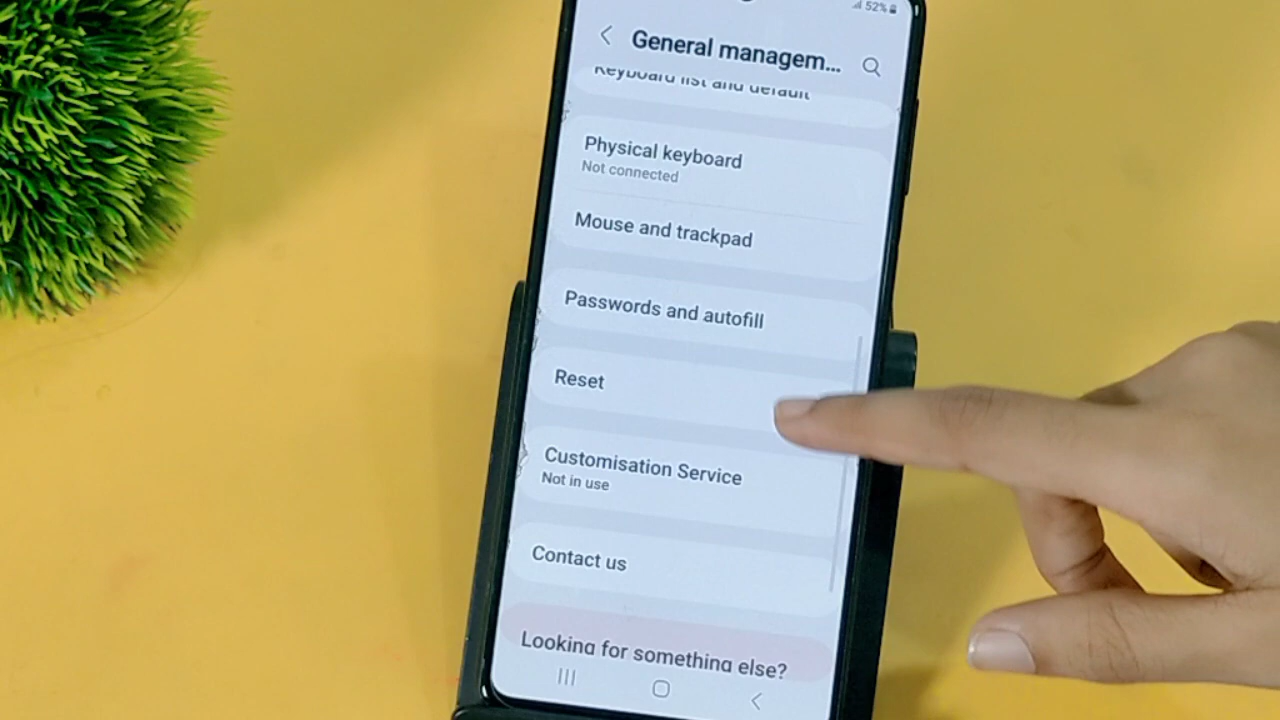 52%
General managem...
Keyboard list and default
Physical keyboard
Not connected
Mouse and trackpad
Passwords and autofill
Reset
Customisation Service
Not in use
Contact us
Looking for something else?